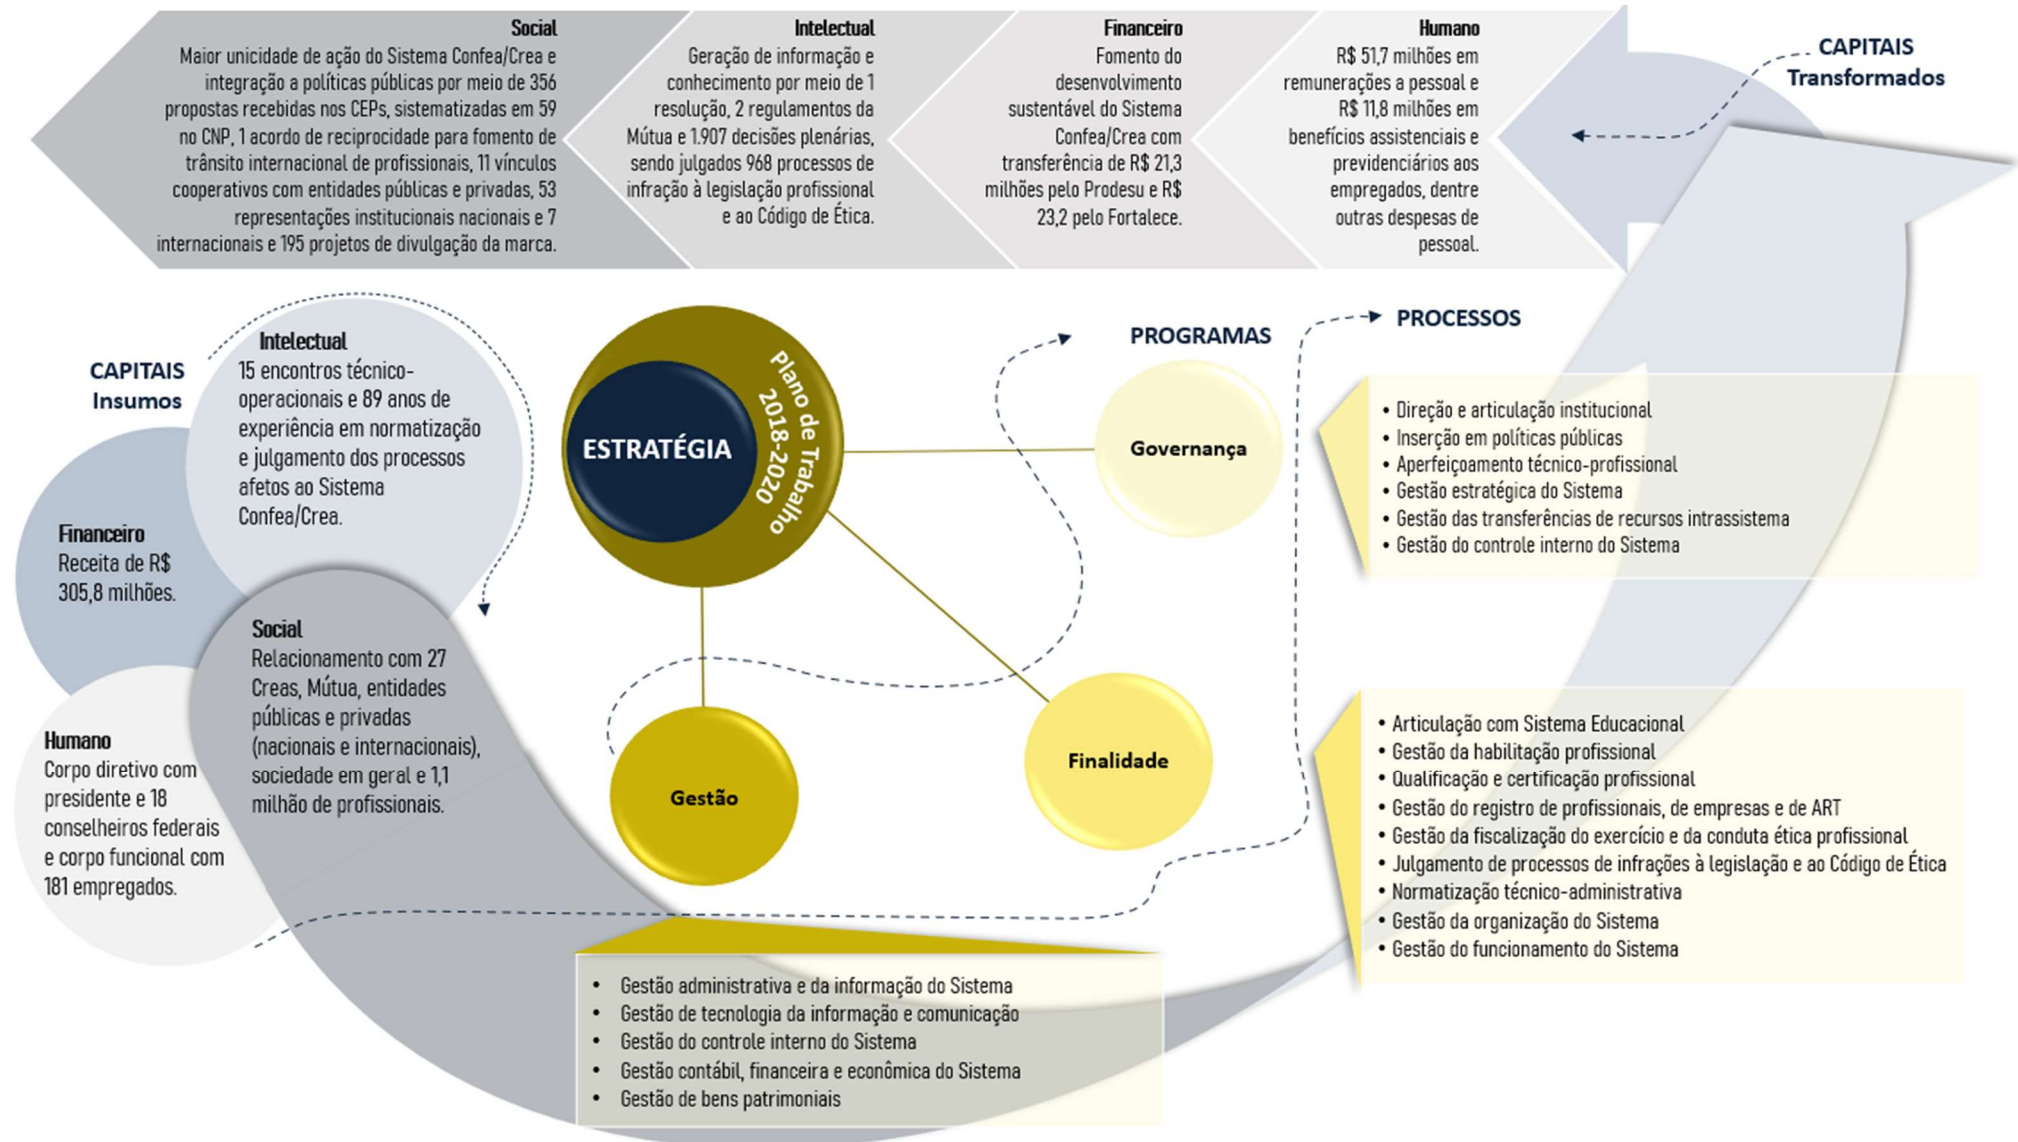 Social
Maior unicidade de ação do Sistema Confea/Crea e
integração a políticas públicas por meio de 356
propostas recebidas nos CEPs, sistematizadas em 59
no CNP, 1 acordo de reciprocidade para fomento de
trânsito internacional de profissionais, 11 vínculos
cooperativos com entidades públicas e privadas, 53
representações institucionais nacionais e 7
internacionais e 195 projetos de divulgação da marca.
Intelectual
Geração de informação e
conhecimento por meio de 1
resolução, 2 regulamentos da
Mútua e 1.907 decisões plenárias,
sendo julgados 968 processos de
infração à legislação profissional
e ao Código de Ética.
Financeiro
Fomento do
desenvolvimento
sustentável do Sistema
Confea/Crea com
transferência de R$ 21,3
milhões pelo Prodesu e R$
23,2 pelo Fortalece.
Humano
R$ 51,7 milhões em
remunerações a pessoal e
R$ 11,8 milhões em
benefícios assistenciais e
previdenciários aos
empregados, dentre
outras despesas de
pessoal.
CAPITAIS
Transformados
CAPITAIS
Insumos
Intelectual
15 encontros técnico-
operacionais e 89 anos de
experiência em normatização
e julgamento dos processos
afetos ao Sistema
Confea/Crea.
Financeiro
Receita de R$
305,8 milhões.
Social
Relacionamento com 27
Creas, Mútua, entidades
públicas e privadas
(nacionais e internacionais),
sociedade em geral e 1,1
milhão de profissionais.
Humano
Corpo diretivo com
presidente e 18
conselheiros federais
e corpo funcional com
181 empregados.
ESTRATÉGIA
Plano de Trabalho
2018-2020
PROGRAMAS
Governança
Finalidade
Gestão
PROCESSOS
• Direção e articulação institucional
• Inserção em políticas públicas
• Aperfeiçoamento técnico-profissional
• Gestão estratégica do Sistema
• Gestão das transferências de recursos intrassistema
• Gestão do controle interno do Sistema
• Articulação com Sistema Educacional
• Gestão da habilitação profissional
• Qualificação e certificação profissional
• Gestão do registro de profissionais, de empresas e de ART
• Gestão da fiscalização do exercício e da conduta ética profissional
• Julgamento de processos de infrações à legislação e ao Código de Ética
• Normatização técnico-administrativa
• Gestão da organização do Sistema
• Gestão do funcionamento do Sistema
• Gestão administrativa e da informação do Sistema
• Gestão de tecnologia da informação e comunicação
• Gestão do controle interno do Sistema
• Gestão contábil, financeira e econômica do Sistema
• Gestão de bens patrimoniais